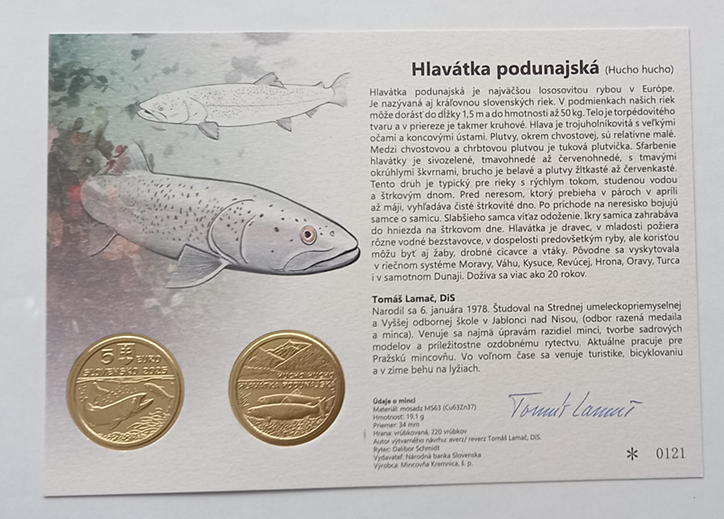 Hlavátka podunajská (Hucho hucho)
Hlavátka podunajská je najväčšou lososovitou rybou v Európe.
Je nazývaná aj kráľovnou slovenských riek. V podmienkach našich riek
môže dorásť do dĺžky 1,5 m a do hmotnosti až 50 kg. Telo je torpédovitého
tvaru a v priereze je takmer kruhové. Hlava je trojuholníkovitá s veľkými
očami a koncovými ústami. Plutvy, okrem chvostovej, sú relatívne malé.
Medzi chvostovou a chrbtovou plutvou je tuková plutvička. Sfarbenie
hlavátky je sivozelené, tmavohnedé až červenohnedé, s tmavými
okrúhlymi škvrnami, brucho je belavé a plutvy žltkasté až červenkasté.
Tento druh je typický pre rieky s rýchlym tokom, studenou vodou
a štrkovým dnom. Pred neresom, ktorý prebieha v pároch v apríli
až máji, vyhľadáva čisté štrkovité dno. Po príchode na neresisko bojujú
samce o samicu. Slabšieho samca víťaz odoženie. Ikry samica zahrabáva
do hniezda na štrkovom dne. Hlavátka je dravec, v mladosti požiera
rôzne vodné bezstavovce, v dospelosti predovšetkým ryby, ale korisťou
môžu byť aj žaby, drobné cicavce a vtáky. Pôvodne sa vyskytovala
v riečnom systéme Moravy, Váhu, Kysuce, Revúcej, Hrona, Oravy, Turca
i v samotnom Dunaji. Dožíva sa viac ako 20 rokov.
Tomáš Lamač, DiS
Narodil sa 6. januára 1978. Študoval na Strednej umeleckopriemyselnej
a Vyššej odbornej škole v Jablonci nad Nisou, (odbor razená medaila
a minca). Venuje sa najmä úpravám razidiel mincí, tvorbe sadrových
modelov a príležitostne ozdobnému rytectvu. Aktuálne pracuje pre
Pražskú mincovňu. Vo voľnom čase sa venuje turistike, bicyklovaniu
a v zime behu na lyžiach.
Údaje o minci
Materiál: mosadz MS63 (Cu63Zn37)
Hmotnosť: 19,1 g
Priemer: 34 mm
Hrana: vrúbkovaná, 220 vrúbkov
Autor výtvarného návrhu: averz/ reverz Tomáš Lamač, DiS.
Rytec: Dalibor Schmidt
Vydavateľ: Národná banka Slovenska
Výrobca: Mincovňa Kremnica, š. p.
Tomáš Lamač
* 0121
5 EURO
SLOVENSKO 2025
HUCHO HUCHO
HLAVÁTKA PODUNAJSKÁ